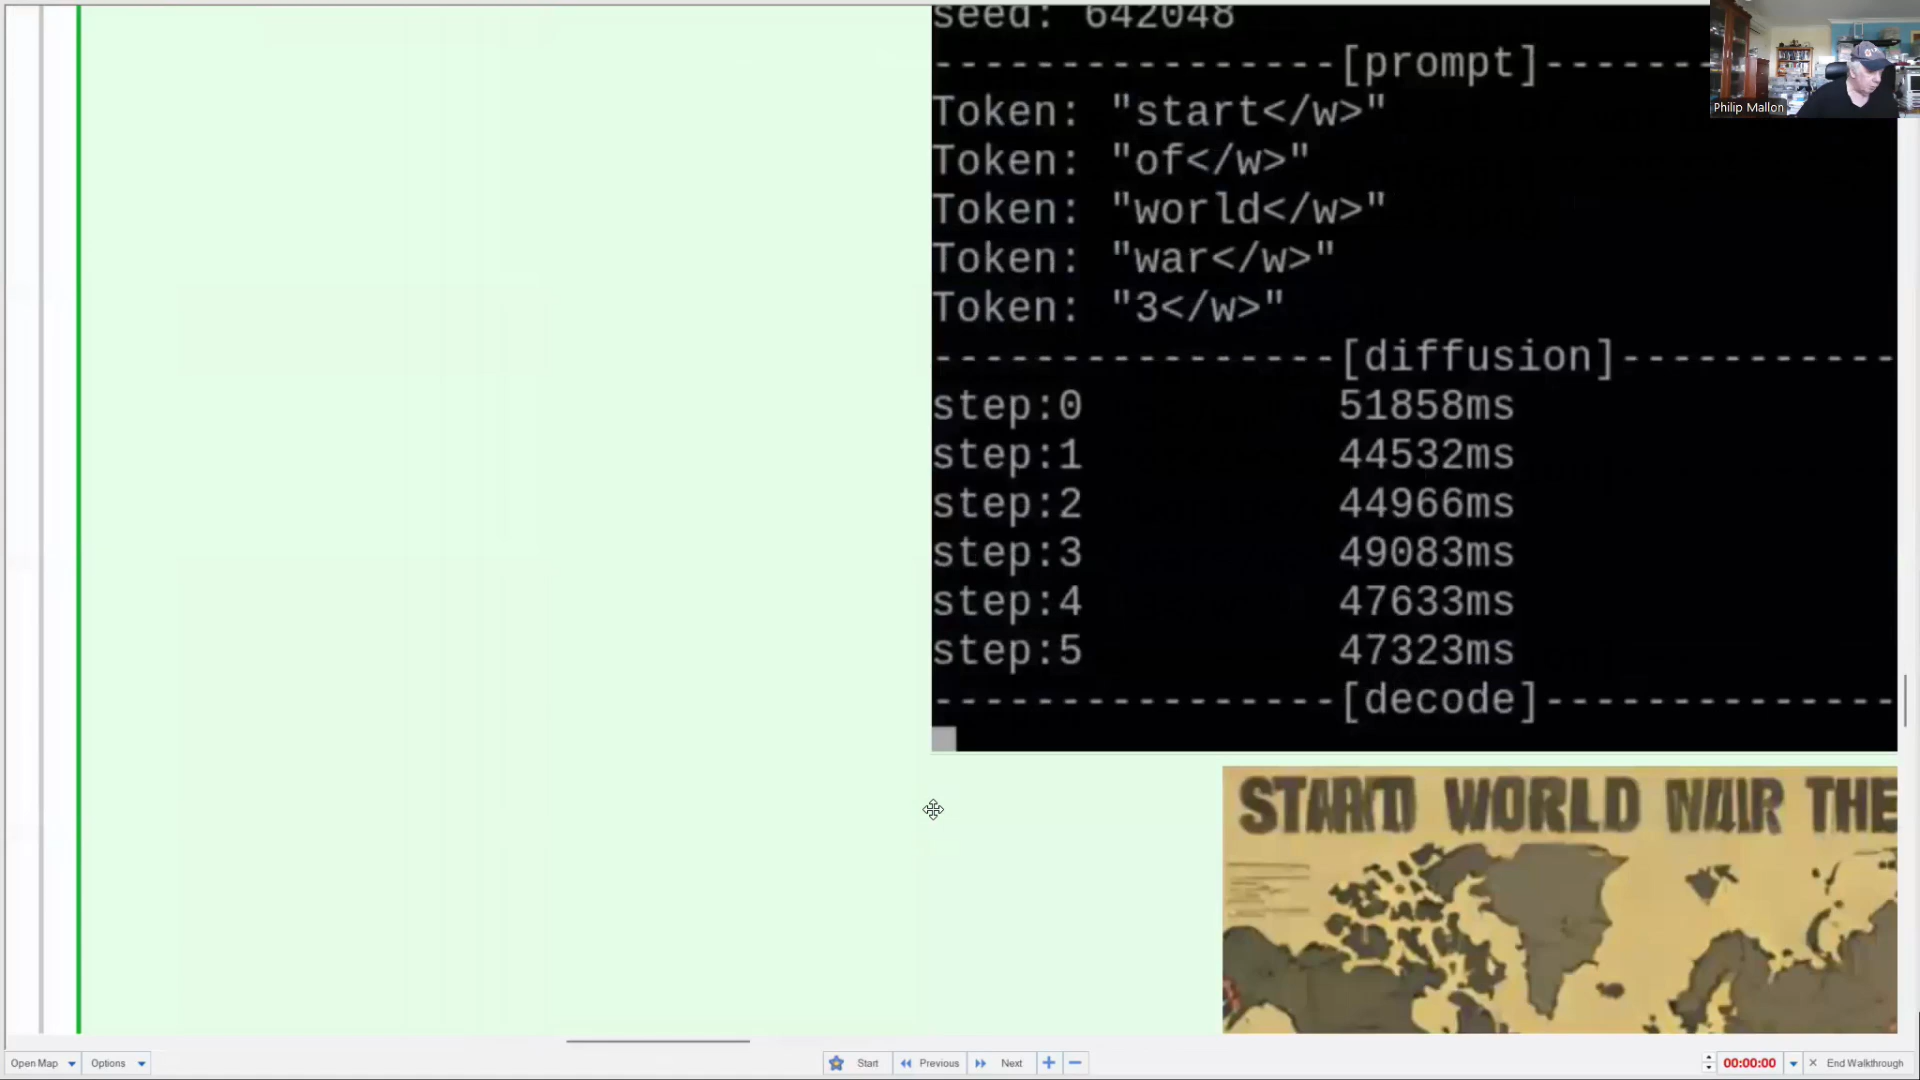 seed: 642048
----------------[prompt]------
Token: "start</w>"
Token: "of</w>"
Token: "world</w>"
Token: "war</w>"
Token: "3</w>"
----------------[diffusion]-----------
step:0 51858ms
step:1 44532ms
step:2 44966ms
step:3 49083ms
step:4 47633ms
step:5 47323ms
----------------[decode]--------------
Philip Mallon
WORLD THE
Open Map Options Start Previous Next 00:00:00 End Walkthrough